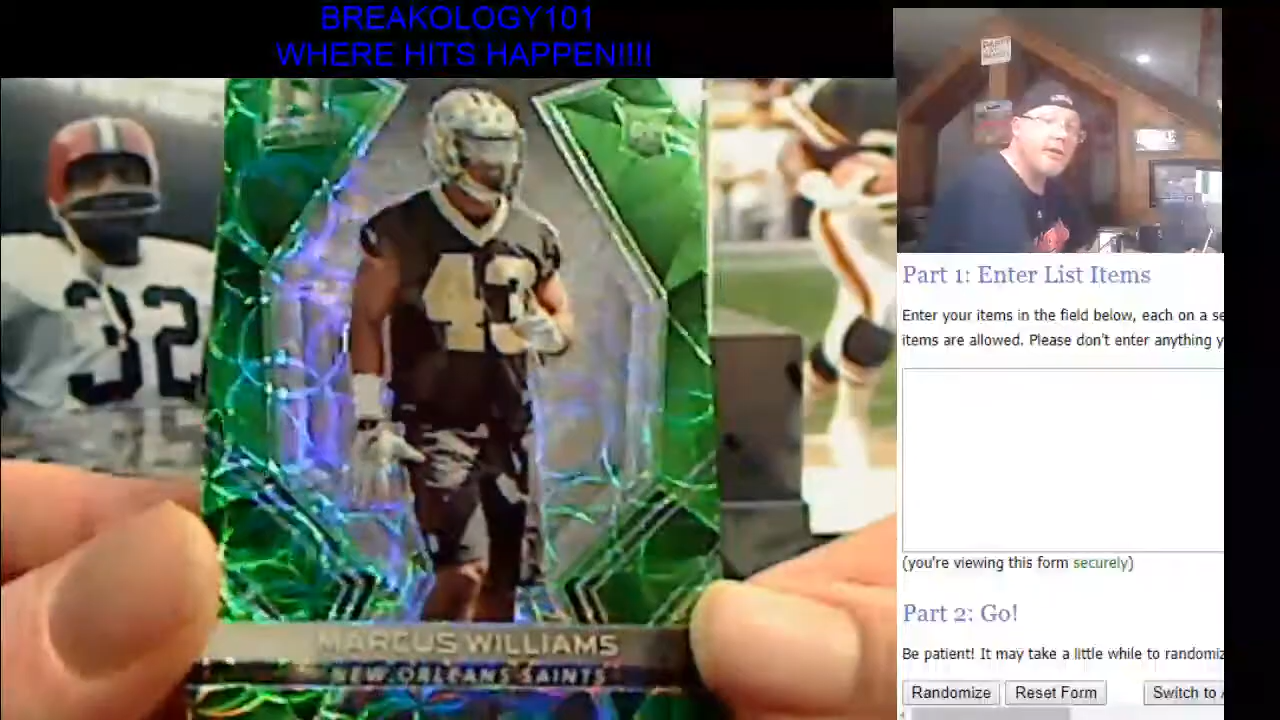 BREAKOLOGY101
WHERE HITS HAPPEN!!!!
32
43
MARCUS WILLIAMS
NEW ORLEANS SAINTS
Part 1: Enter List Items
Enter your items in the field below, each on a se
items are allowed. Please don't enter anything y
(you're viewing this form securely)
Part 2: Go!
Be patient! It may take a little while to randomiz
Randomize Reset Form Switch to